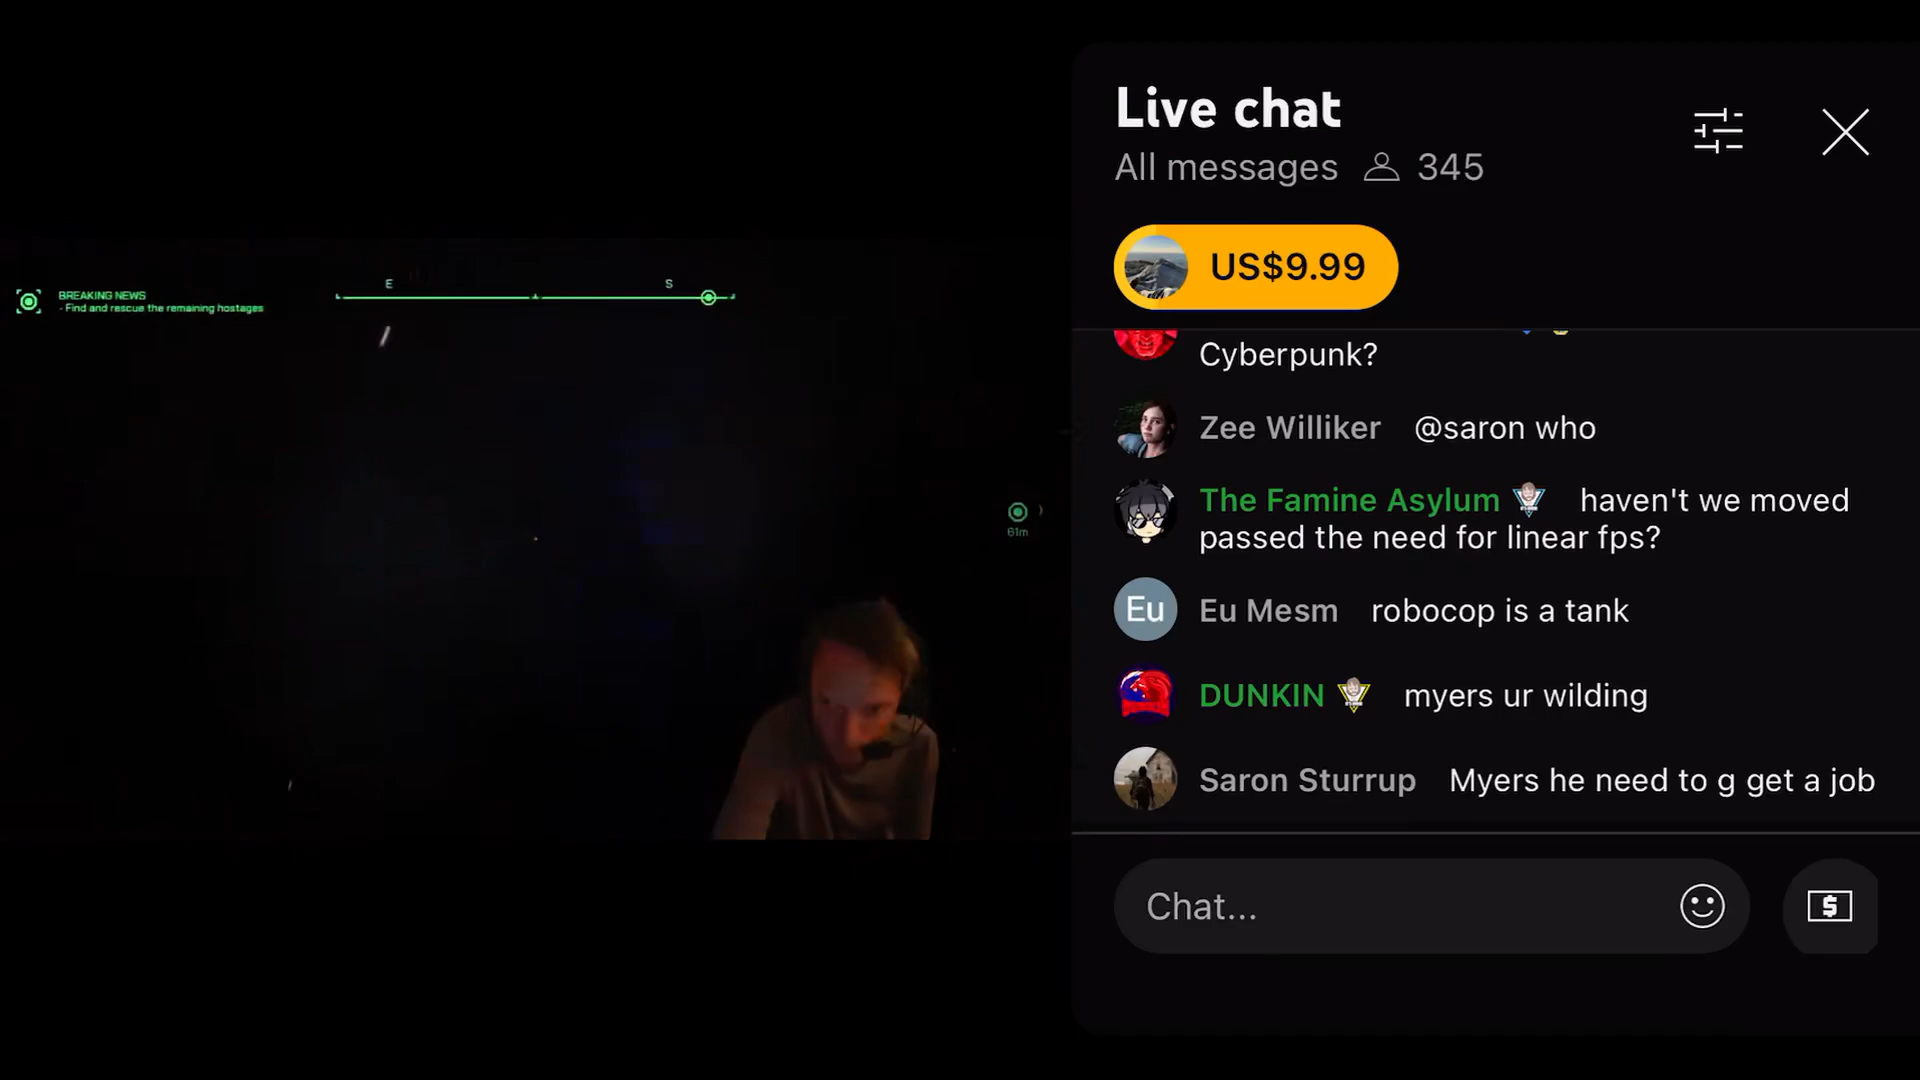 E
S
BREAKING NEWS
- Find and rescue the remaining hostages
61m
Live chat
All messages 345
US$9.99
Cyberpunk?
Zee Williker @saron who
The Famine Asylum haven't we moved
passed the need for linear fps?
Eu
Eu Mesm robocop is a tank
DUNKIN myers ur wilding
Saron Sturrup Myers he need to g get a job
Chat...
$